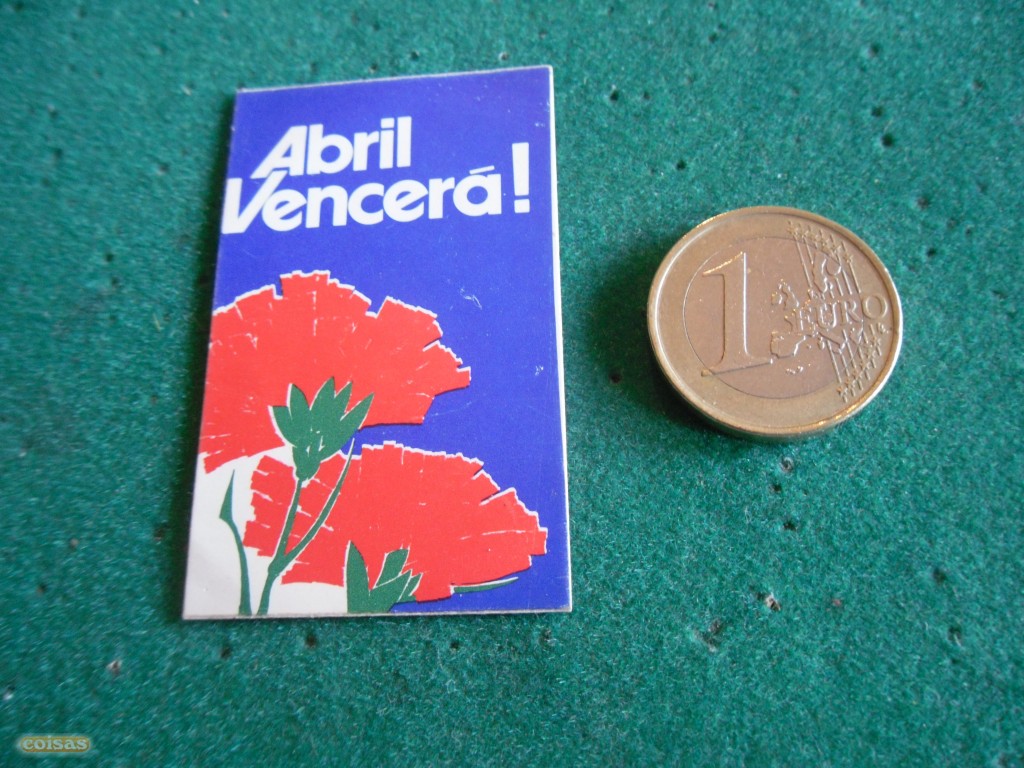 Abril
Vencerá!
1 EURO
coisas